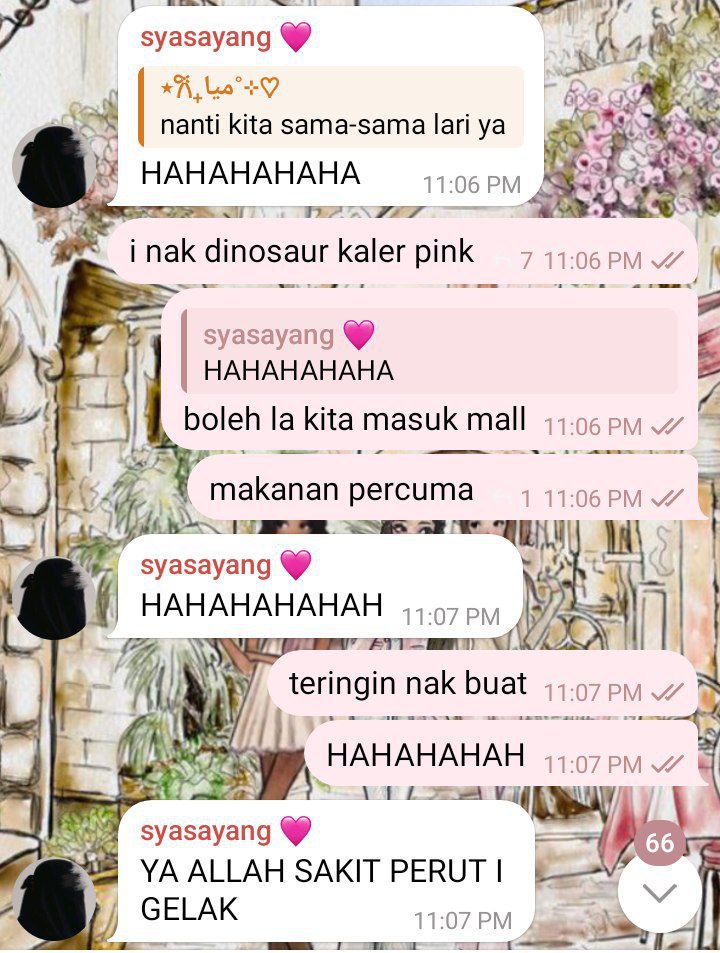 syasayang 💗
⋆𐙚₊ميا˚⊹♡
nanti kita sama-sama lari ya
HAHAHAHAHA 11:06 PM
i nak dinosaur kaler pink 7 11:06 PM
syasayang 💗
HAHAHAHAHA
boleh la kita masuk mall 11:06 PM
makanan percuma 1 11:06 PM
syasayang 💗
HAHAHAHAHAH 11:07 PM
teringin nak buat 11:07 PM
HAHAHAHAH 11:07 PM
syasayang 💗
YA ALLAH SAKIT PERUT I
GELAK 11:07 PM
66